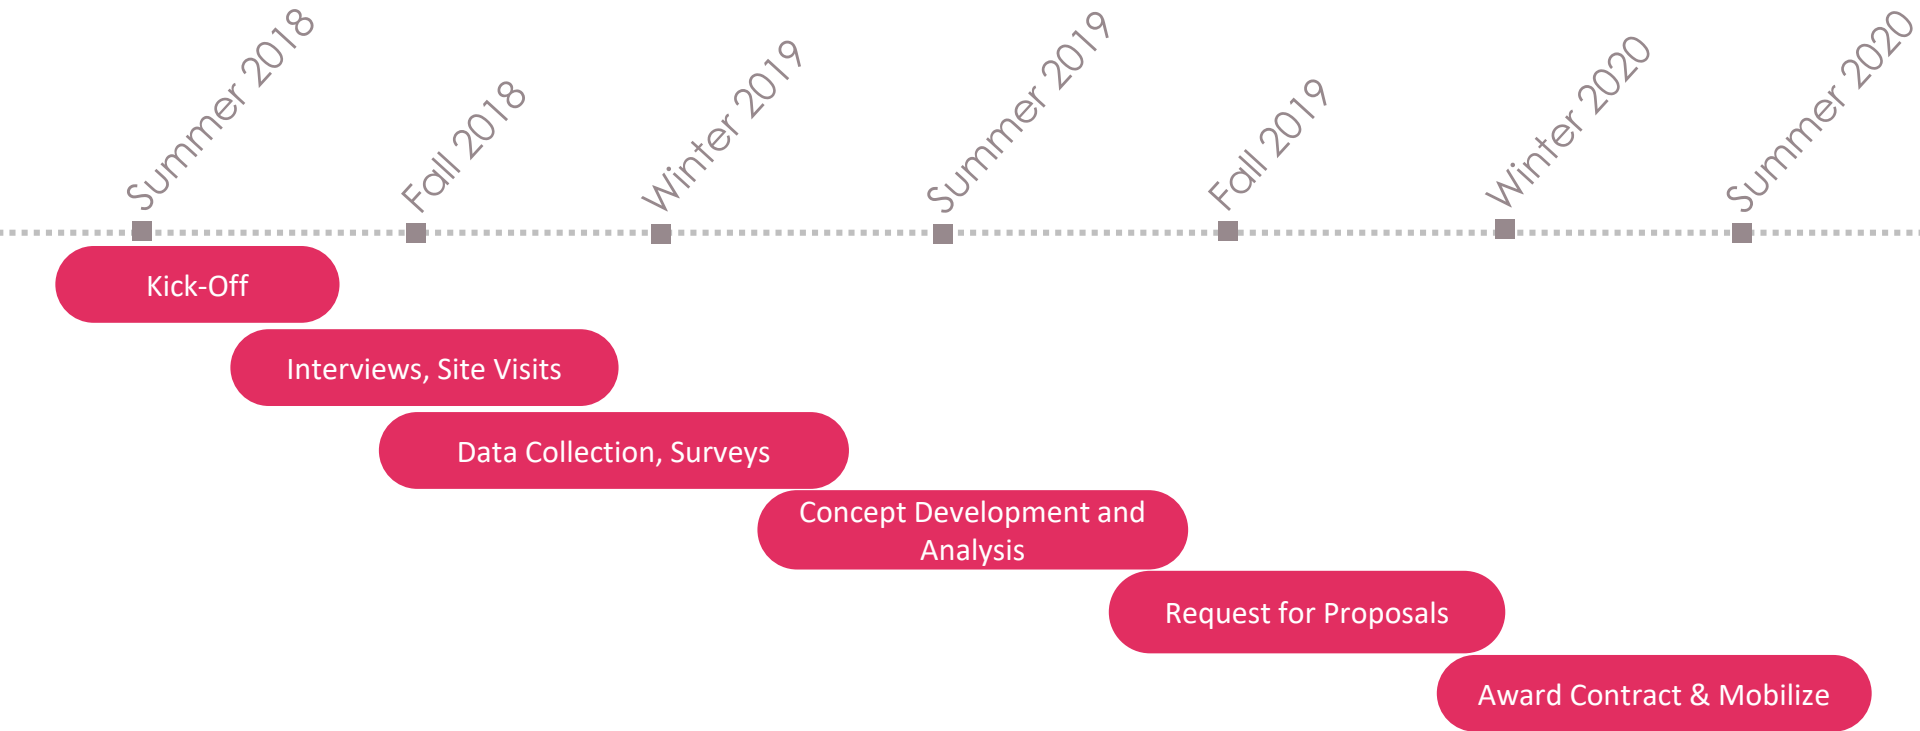 Summer 2018
Fall 2018
Winter 2019
Summer 2019
Fall 2019
Winter 2020
Summer 2020
Kick-Off
Interviews, Site Visits
Data Collection, Surveys
Concept Development and
Analysis
Request for Proposals
Award Contract & Mobilize